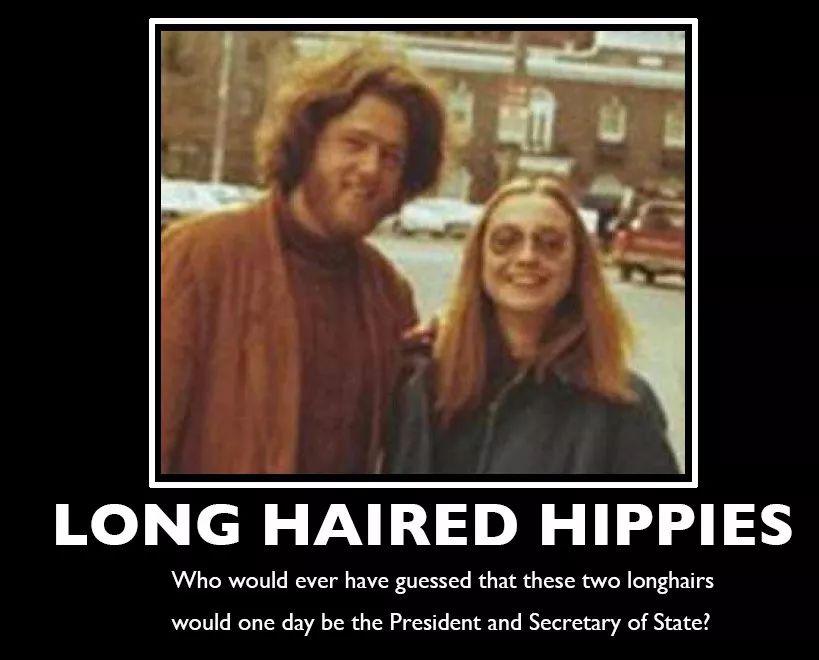 LONG HAIRED HIPPIES
Who would ever have guessed that these two longhairs
would one day be the President and Secretary of State?